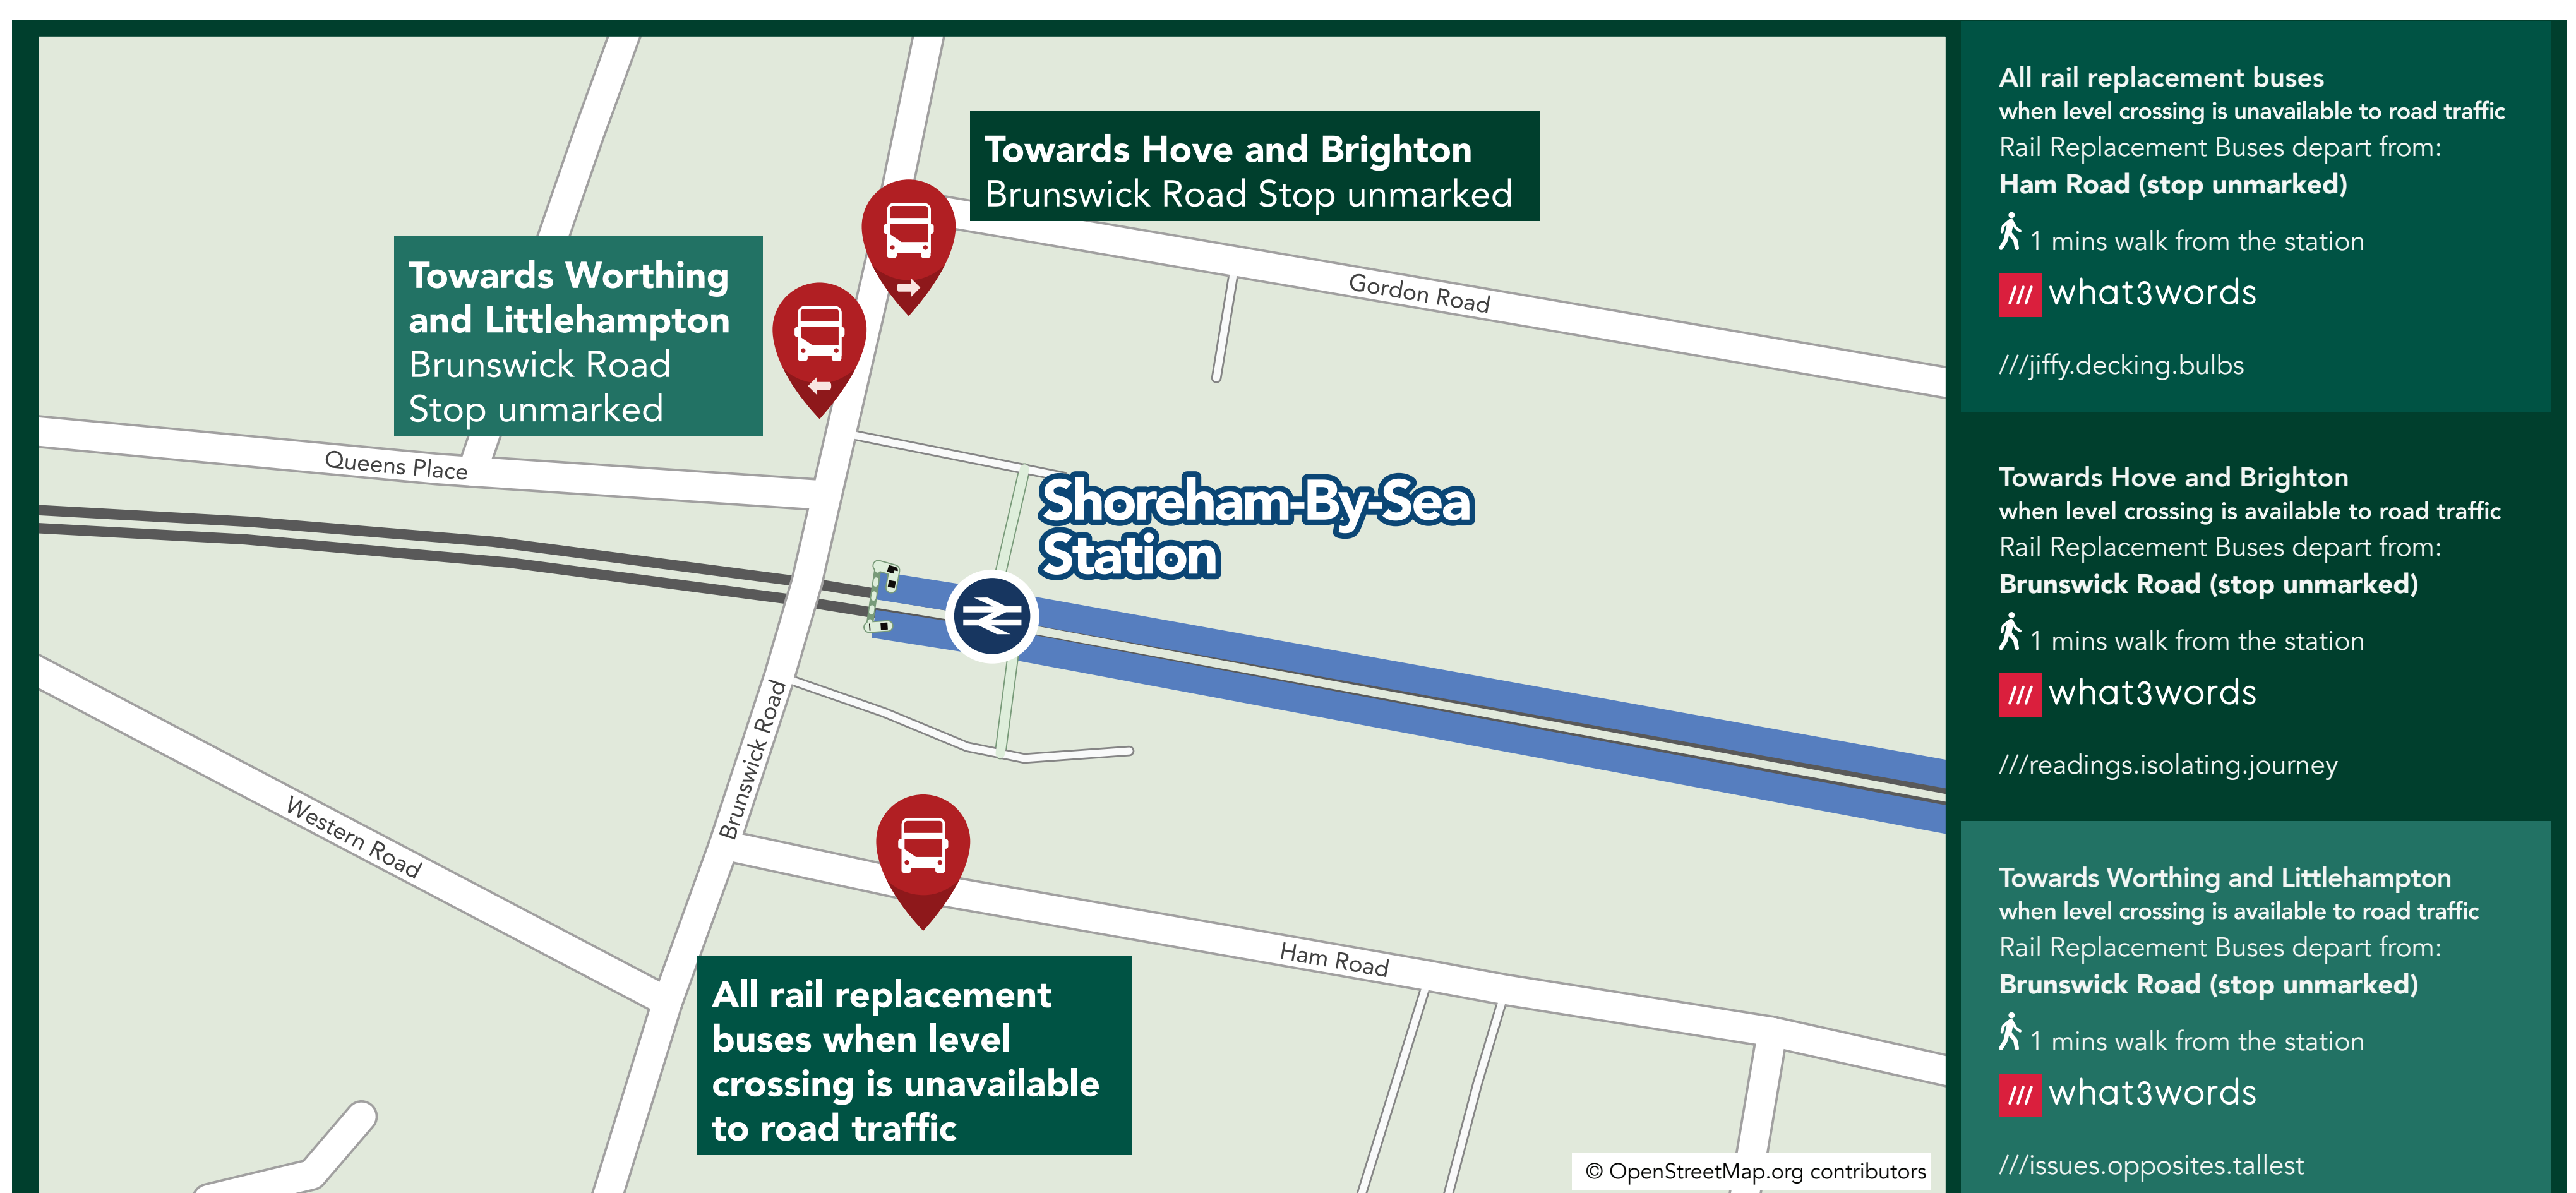 Towards Hove and Brighton
Brunswick Road Stop unmarked
Towards Worthing
and Littlehampton
Brunswick Road
Stop unmarked
Gordon Road
Queens Place
Shoreham-By-Sea
Station
Brunswick Road
Western Road
Ham Road
All rail replacement
buses when level
crossing is unavailable
to road traffic
© OpenStreetMap.org contributors
All rail replacement buses
when level crossing is unavailable to road traffic
Rail Replacement Buses depart from:
Ham Road (stop unmarked)
1 mins walk from the station
/// what3words
///jiffy.decking.bulbs
Towards Hove and Brighton
when level crossing is available to road traffic
Rail Replacement Buses depart from:
Brunswick Road (stop unmarked)
1 mins walk from the station
/// what3words
///readings.isolating.journey
Towards Worthing and Littlehampton
when level crossing is available to road traffic
Rail Replacement Buses depart from:
Brunswick Road (stop unmarked)
1 mins walk from the station
/// what3words
///issues.opposites.tallest